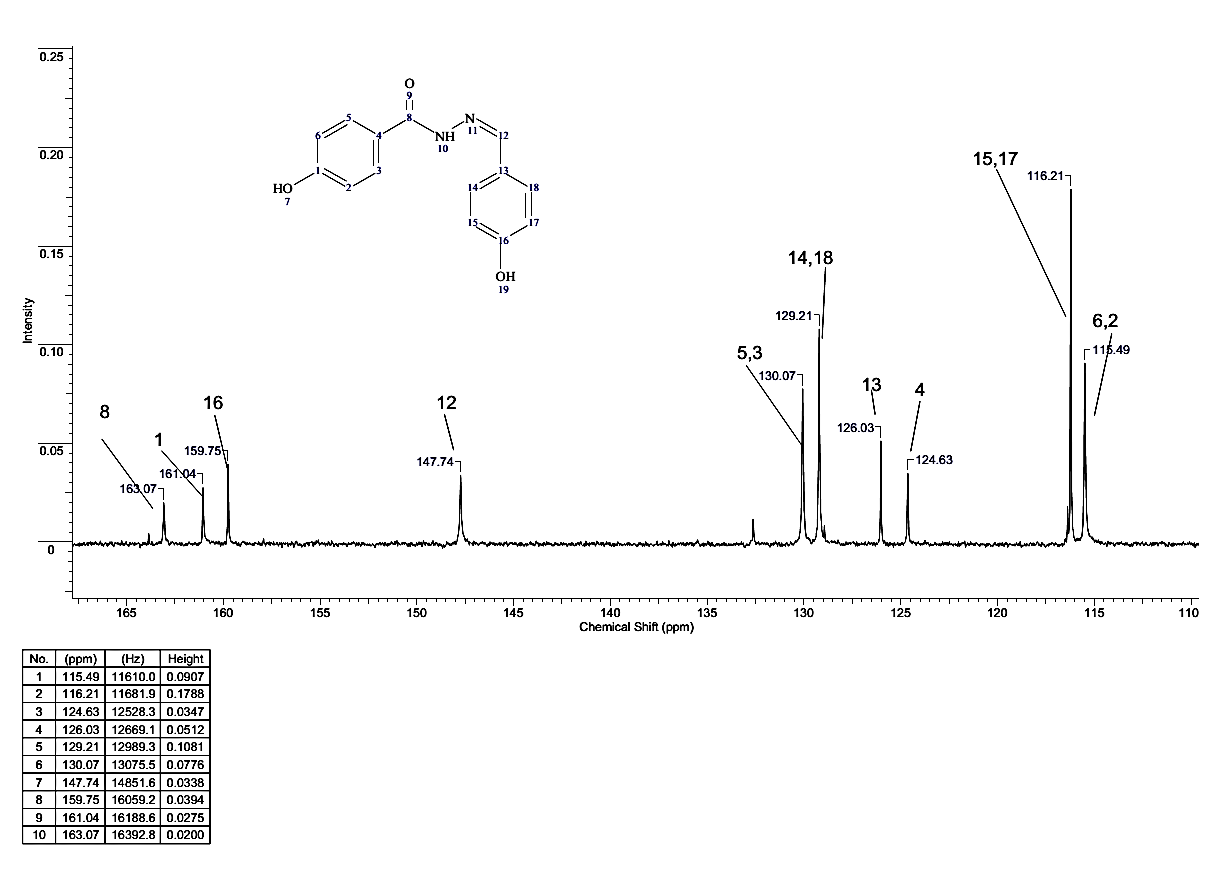 0.25
0.20
0.15
0.10
0.05
0
Intensity
O
9
8
5
6
4
NH
10
N
11
12
1
3
2
HO
7
13
14
18
15
17
16
OH
19
8
163.07
1
161.04
16
159.75
12
147.74
5,3
130.07
14,18
129.21
13
126.03
4
124.63
15,17
116.21
6,2
115.49
165 160 155 150 145 140 135 130 125 120 115 110
Chemical Shift (ppm)
No. (ppm) (Hz) Height
1 115.49 11610.0 0.0907
2 116.21 11681.9 0.1788
3 124.63 12528.3 0.0347
4 126.03 12669.1 0.0512
5 129.21 12989.3 0.1081
6 130.07 13075.5 0.0776
7 147.74 14851.6 0.0338
8 159.75 16059.2 0.0394
9 161.04 16188.6 0.0275
10 163.07 16392.8 0.0200